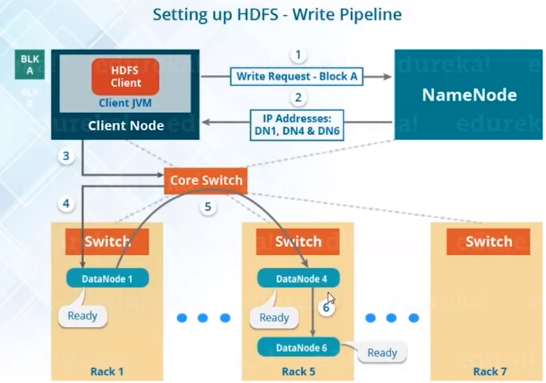 Setting up HDFS - Write Pipeline
BLK
A
HDFS
Client
Client JVM
Client Node
1
Write Request - Block A
2
IP Addresses:
DN1, DN4 & DN6
NameNode
3
Core Switch
4
5
Switch
Switch
Switch
DataNode 1
Ready
DataNode 4
Ready
6
DataNode 6
Ready
Rack 1
Rack 5
Rack 7